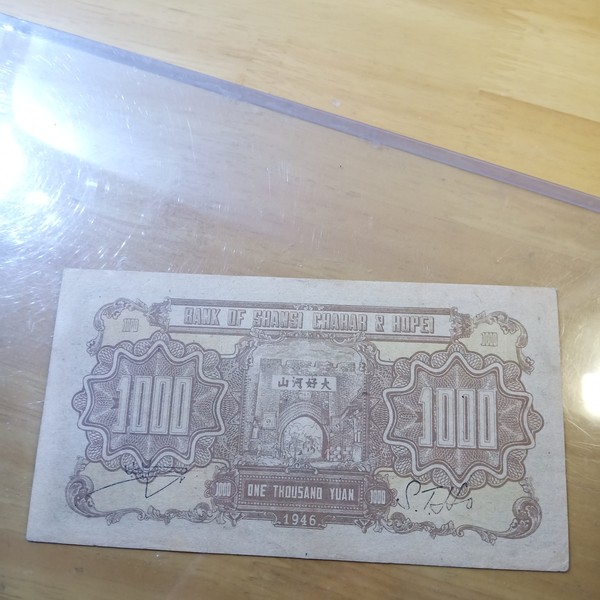 BANK OF SHANSI CHAHAR & HOPEI
1000 1000
山河好大
1000 1000
1000 ONE THOUSAND YUAN 1000
1946